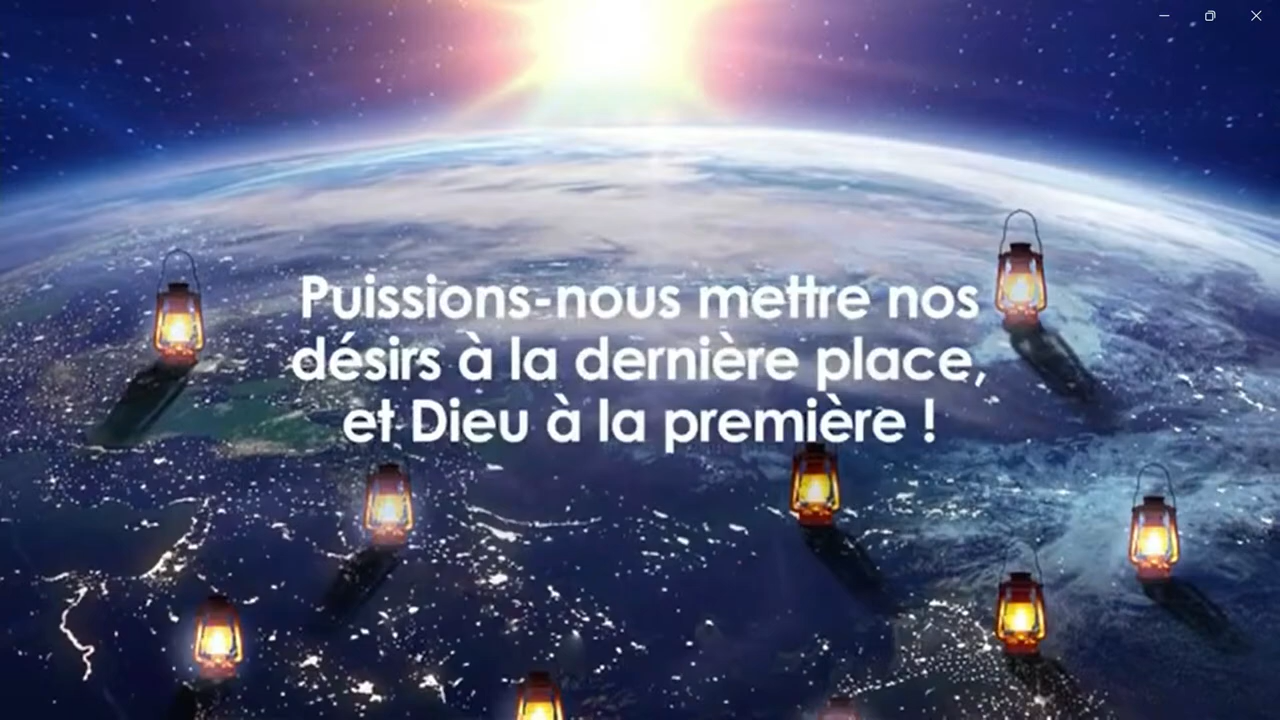 Puissions-nous mettre nos
désirs à la dernière place,
et Dieu à la première !